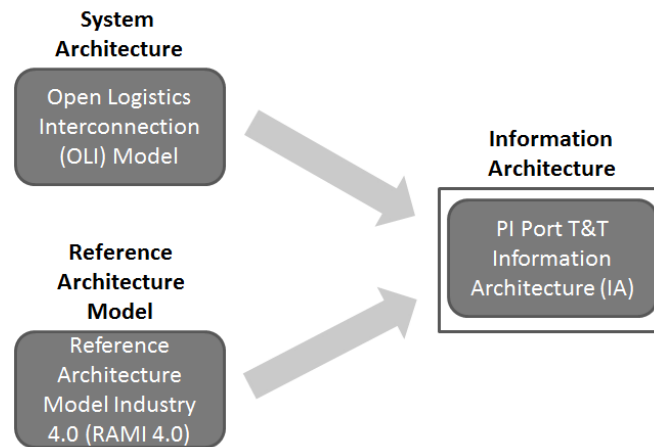 System
Architecture
Open Logistics
Interconnection
(OLI) Model
Information
Architecture
PI Port T&T
Information
Architecture (IA)
Reference
Architecture
Model
Reference
Architecture
Model Industry
4.0 (RAMI 4.0)